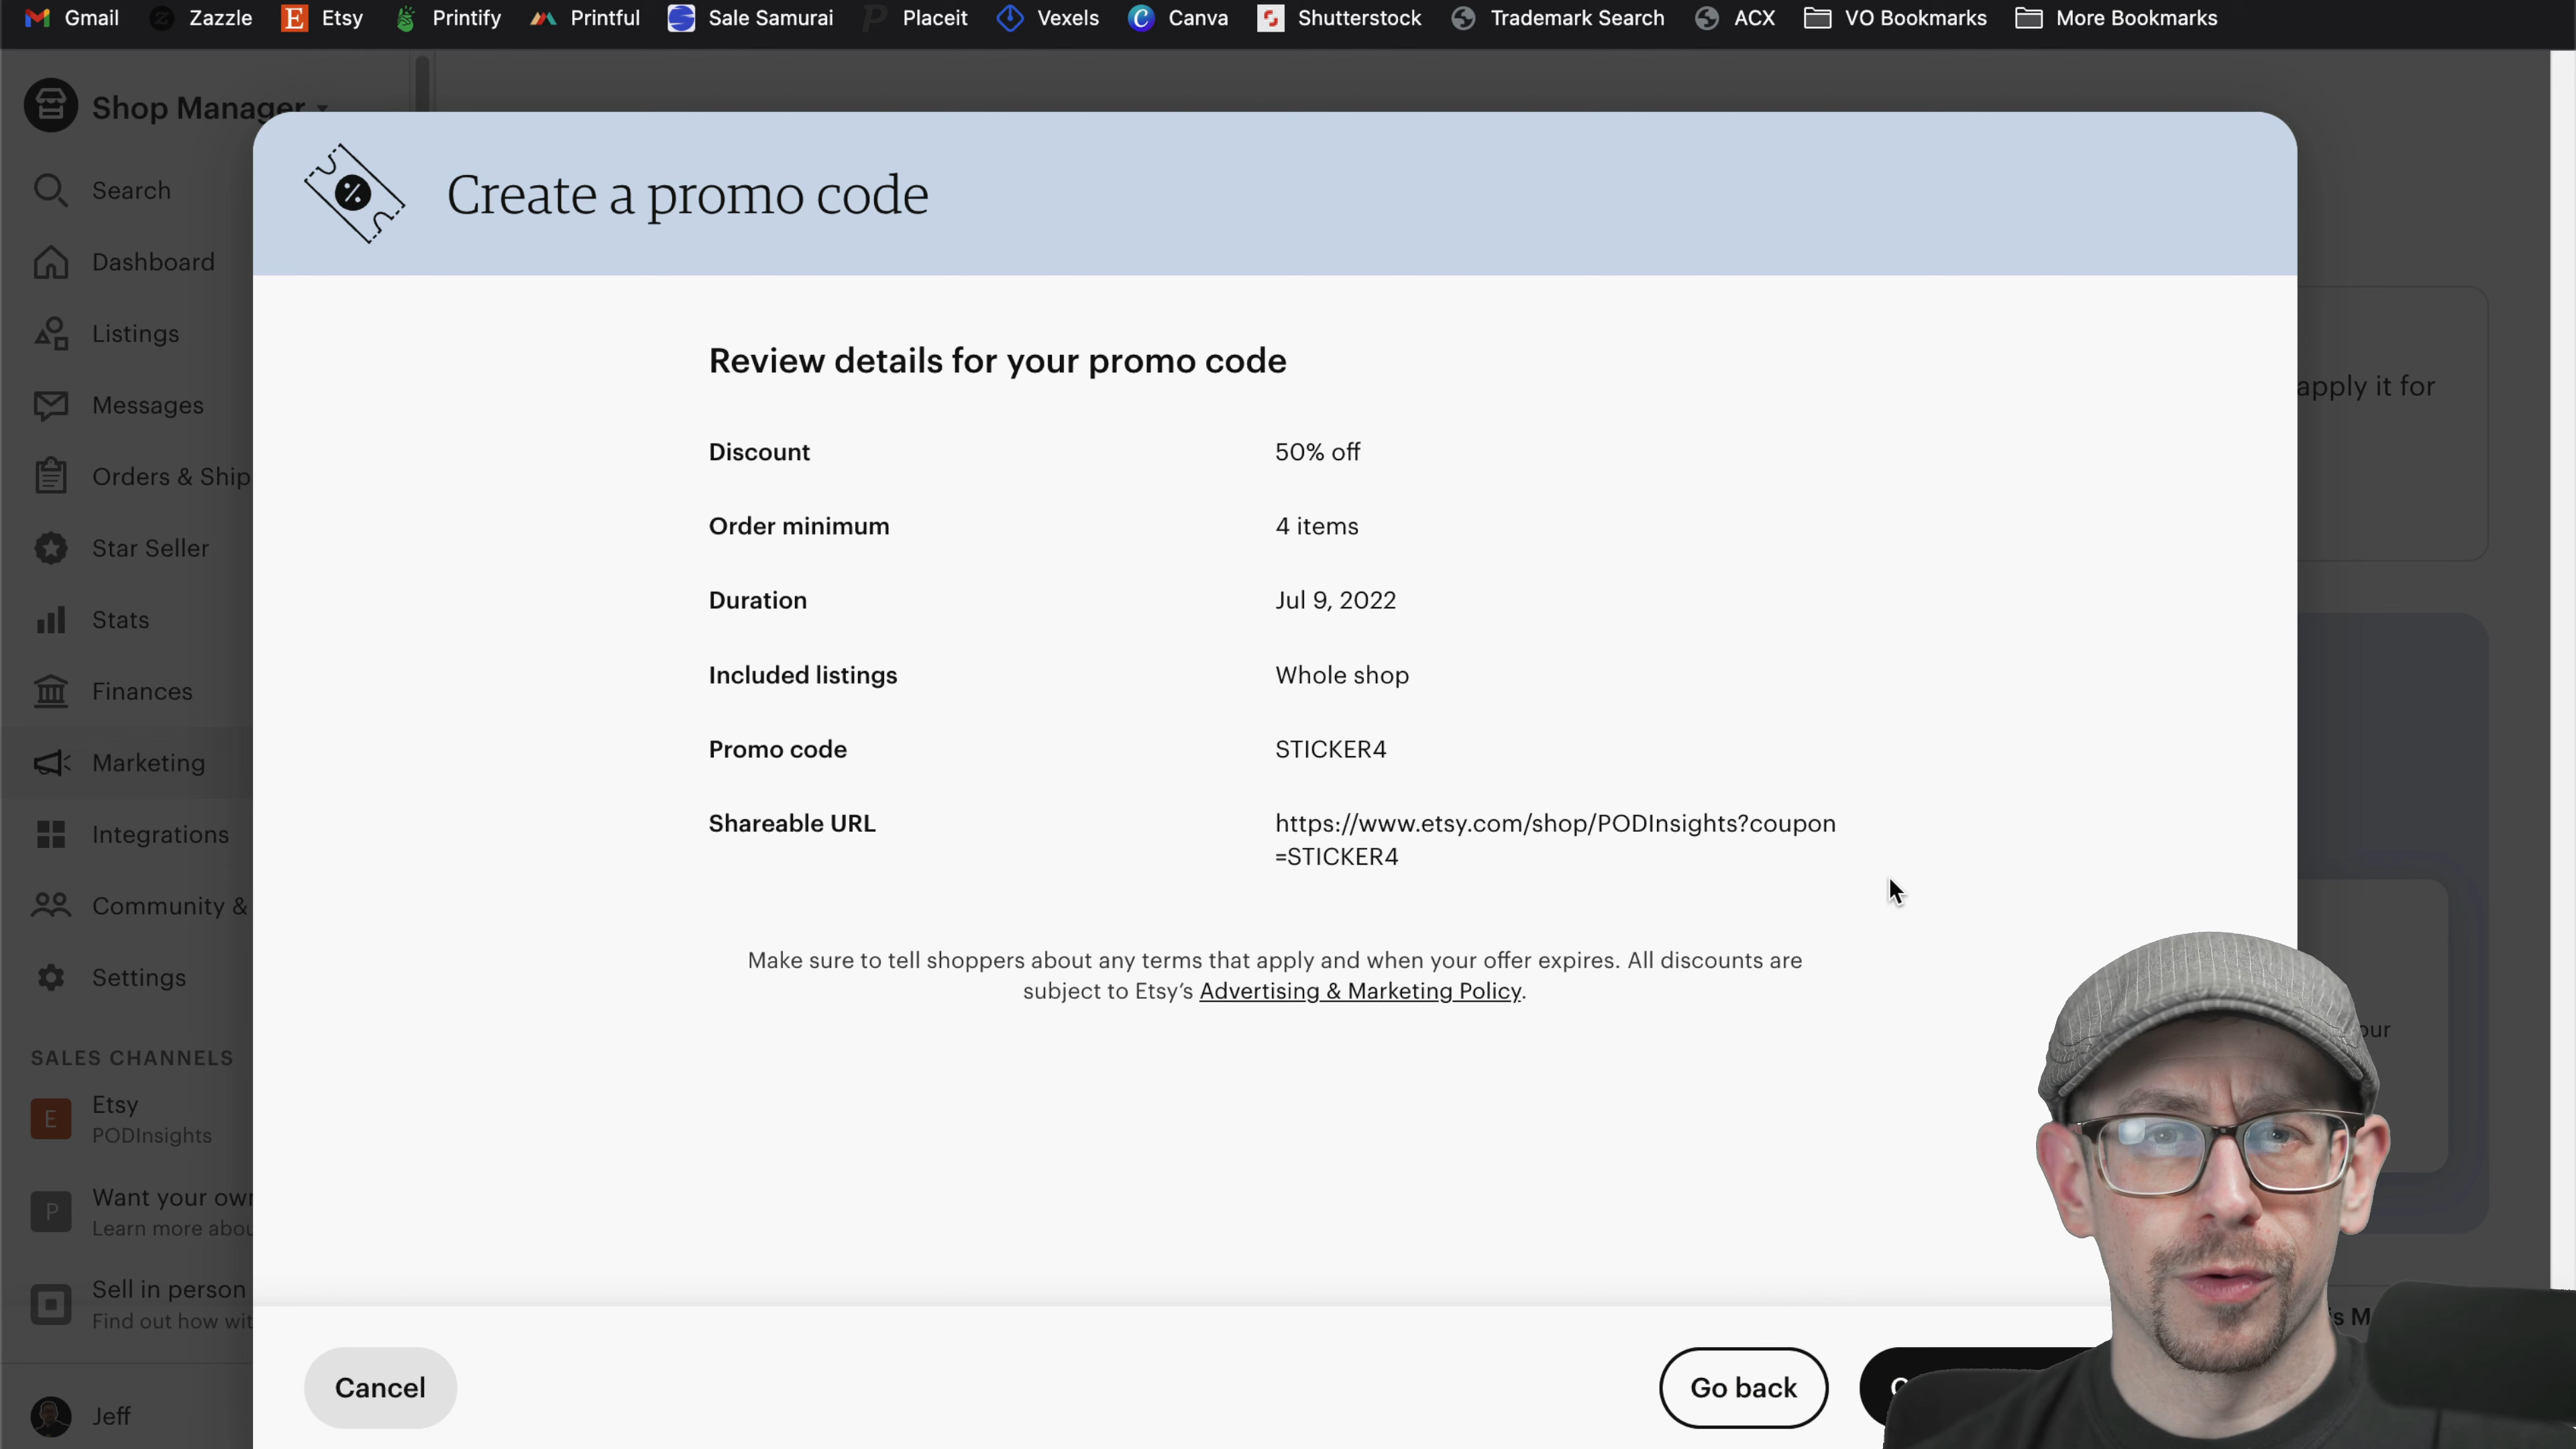 Gmail Zazzle Etsy Printify Printful Sale Samurai Placeit Vexels Canva Shutterstock Trademark Search ACX VO Bookmarks More Bookmarks
Shop Manager
Search
Dashboard
Listings
Messages
Orders & Ship
Star Seller
Stats
Finances
Marketing
Integrations
Community &
Settings
SALES CHANNELS
E
Etsy
PODInsights
P
Want your own
Learn more abou
Sell in person
Find out how wit
Jeff
Create a promo code
Review details for your promo code
Discount 50% off
Order minimum 4 items
Duration Jul 9, 2022
Included listings Whole shop
Promo code STICKER4
Shareable URL https://www.etsy.com/shop/PODInsights?coupon
=STICKER4
Make sure to tell shoppers about any terms that apply and when your offer expires. All discounts are
subject to Etsy's Advertising & Marketing Policy.
Cancel
Go back
apply it for